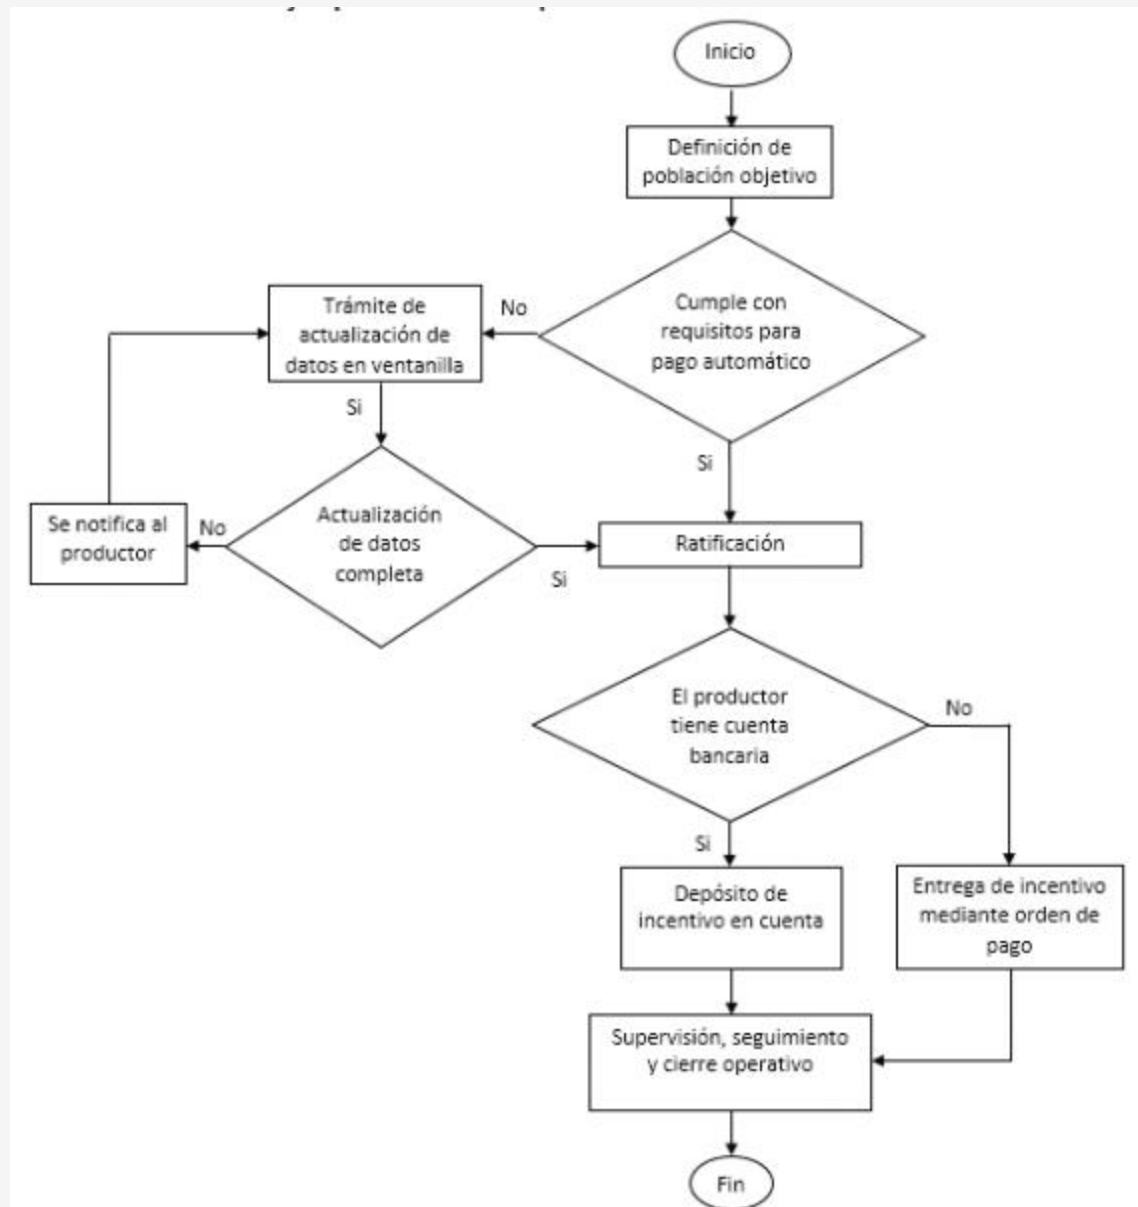 Inicio
Definición de
población objetivo
Cumple con
requisitos para
pago automático
No
Trámite de
actualización de
datos en ventanilla
Si
Si
Actualización
de datos
completa
No
Se notifica al
productor
Si
Ratificación
El productor
tiene cuenta
bancaria
No
Si
Depósito de
incentivo en cuenta
Entrega de incentivo
mediante orden de
pago
Supervisión, seguimiento
y cierre operativo
Fin